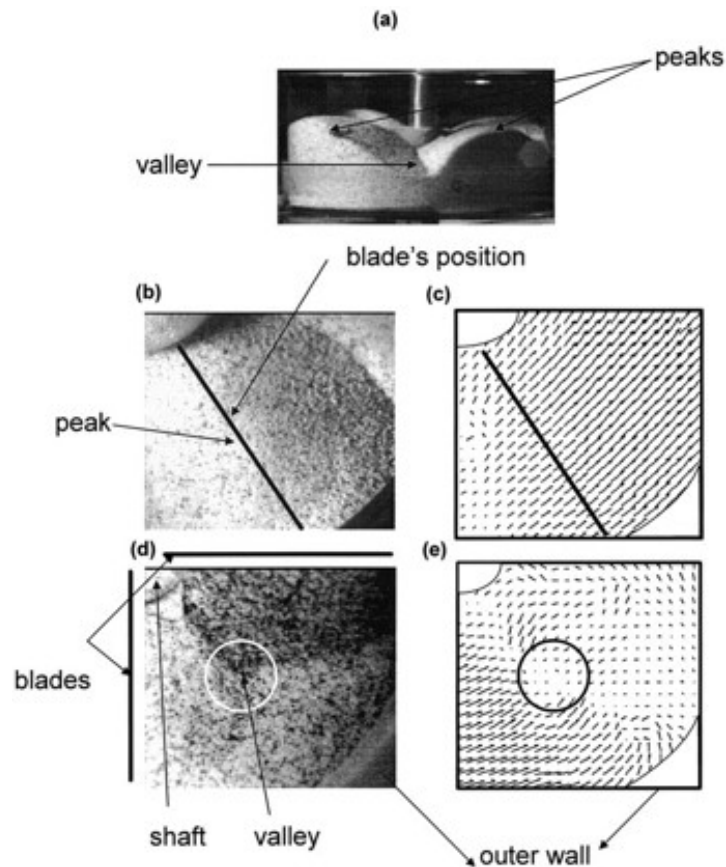 (a)
peaks
valley
blade's position
(b)
(c)
peak
(d)
(e)
blades
shaft
valley
outer wall